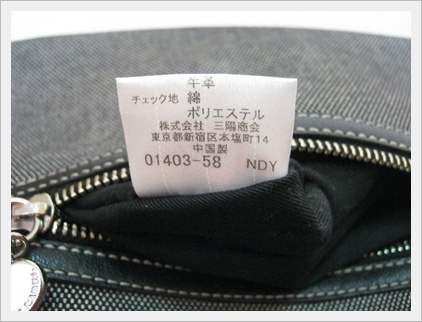 牛革
チェック地 綿
ポリエステル
株式会社 三陽商会
東京都新宿区本塩町14
中国製
01403-58 NDY